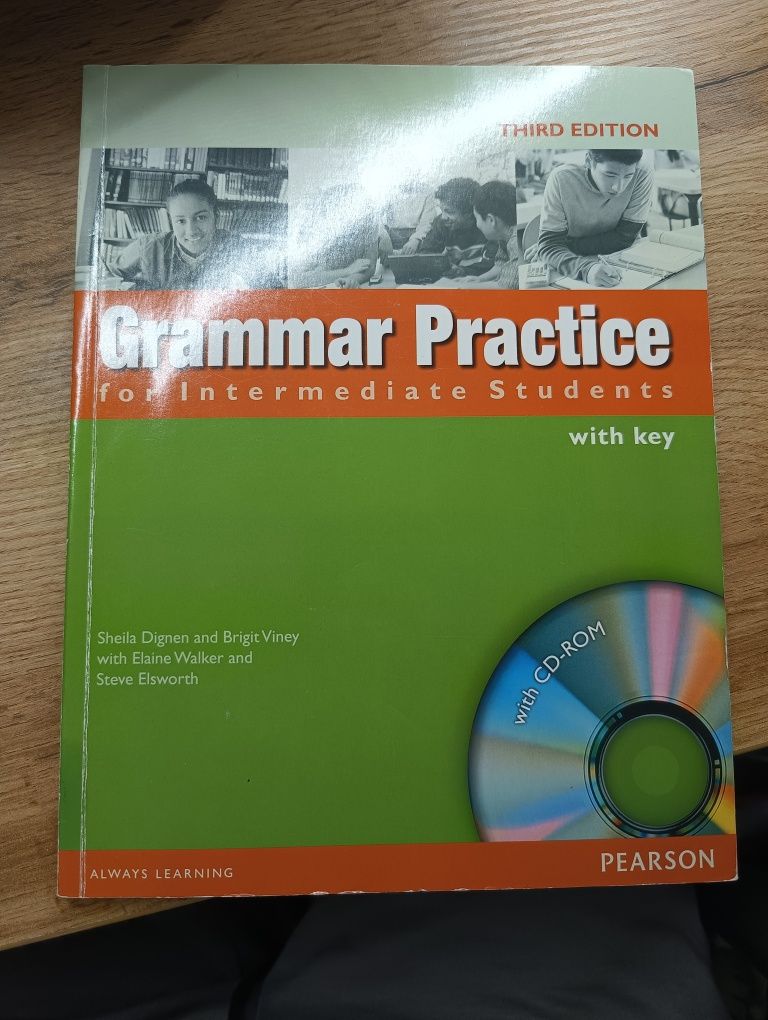 THIRD EDITION
Grammar Practice
for Intermediate Students
with key
Sheila Dignen and Brigit Viney
with Elaine Walker and
Steve Elsworth
with CD-ROM
ALWAYS LEARNING
PEARSON